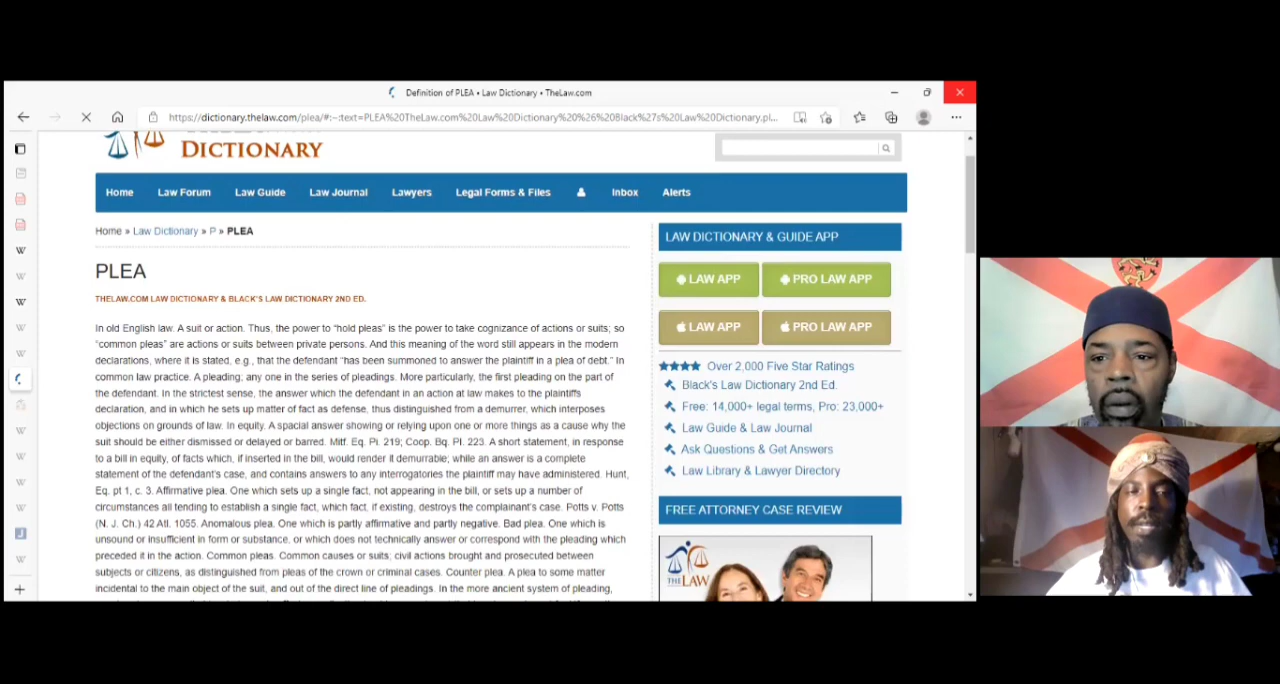 Definition of PLEA • Law Dictionary • TheLaw.com
https://dictionary.thelaw.com/plea/#:~:text=PLEA%20TheLaw.com%20Law%20Dictionary%20%26%20Black%27s%20Law%20Dictionary.pl...
DICTIONARY
Home Law Forum Law Guide Law Journal Lawyers Legal Forms & Files Inbox Alerts
Home » Law Dictionary » P » PLEA
PLEA
THELAW.COM LAW DICTIONARY & BLACK'S LAW DICTIONARY 2ND ED.
In old English law. A suit or action. Thus, the power to “hold pleas” is the power to take cognizance of actions or suits; so
“common pleas” are actions or suits between private persons. And this meaning of the word still appears in the modern
declarations, where it is stated, e.g., that the defendant “has been summoned to answer the plaintiff in a plea of debt.” In
common law practice. A pleading; any one in the series of pleadings. More particularly, the first pleading on the part of
the defendant. In the strictest sense, the answer which the defendant in an action at law makes to the plaintiffs
declaration, and in which he sets up matter of fact as defense, thus distinguished from a demurrer, which interposes
objections on grounds of law. In equity. A spacial answer showing or relying upon one or more things as a cause why the
suit should be either dismissed or delayed or barred. Mitf. Eq. Pl. 219; Coop. Bq. Pl. 223. A short statement, in response
to a bill in equity, of facts which, if inserted in the bill, would render it demurrable; while an answer is a complete
statement of the defendant's case, and contains answers to any interrogatories the plaintiff may have administered. Hunt,
Eq. pt 1, c. 3. Affirmative plea. One which sets up a single fact, not appearing in the bill, or sets up a number of
circumstances all tending to establish a single fact, which fact, if existing, destroys the complainant's case. Potts v. Potts
(N. J. Ch.) 42 Atl. 1055. Anomalous plea. One which is partly affirmative and partly negative. Bad plea. One which is
unsound or insufficient in form or substance, or which does not technically answer or correspond with the pleading which
preceded it in the action. Common pleas. Common causes or suits; civil actions brought and prosecuted between
subjects or citizens, as distinguished from pleas of the crown or criminal cases. Counter plea. A plea to some matter
incidental to the main object of the suit, and out of the direct line of pleadings. In the more ancient system of pleading,
LAW DICTIONARY & GUIDE APP
LAW APP PRO LAW APP
LAW APP PRO LAW APP
Over 2,000 Five Star Ratings
Black's Law Dictionary 2nd Ed.
Free: 14,000+ legal terms, Pro: 23,000+
Law Guide & Law Journal
Ask Questions & Get Answers
Law Library & Lawyer Directory
FREE ATTORNEY CASE REVIEW
THE LAW